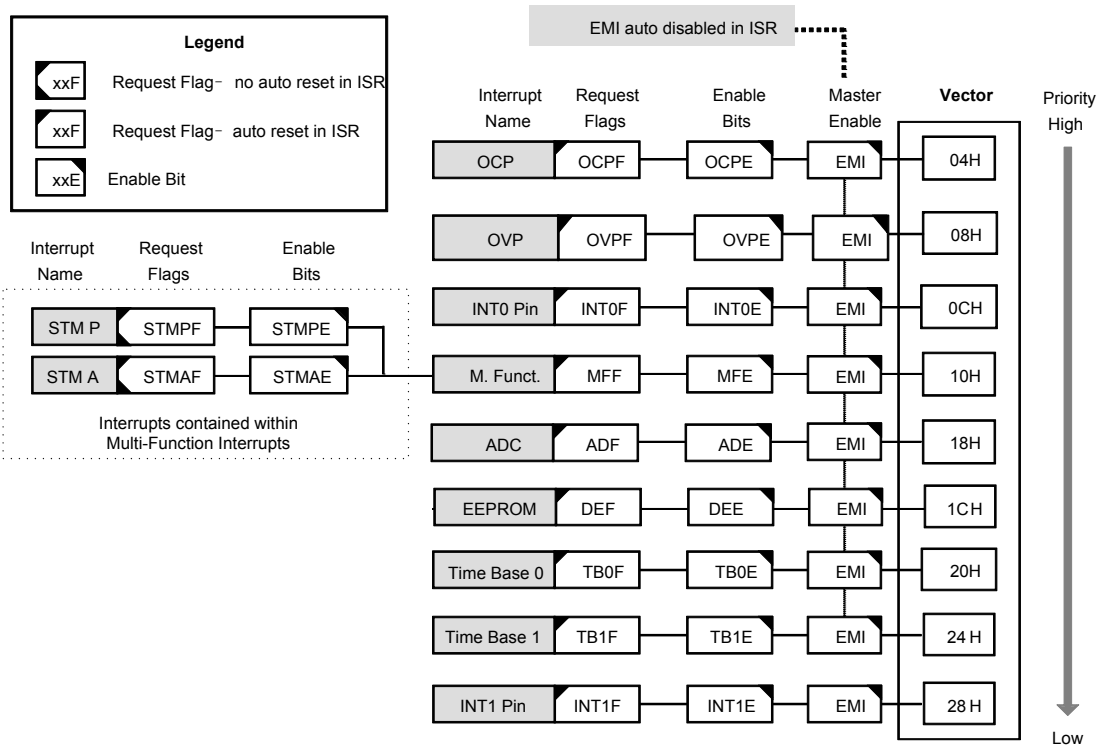 EMI auto disabled in ISR
Legend
xxF Request Flag- no auto reset in ISR
xxF Request Flag- auto reset in ISR
xxE Enable Bit
Interrupt Name Request Flags Enable Bits Master Enable Vector Priority High
OCP OCPF OCPE EMI 04H
OVP OVPF OVPE EMI 08H
INT0 Pin INT0F INT0E EMI 0CH
Interrupt Name Request Flags Enable Bits
STM P STMPF STMPE
STM A STMAF STMAE
Interrupts contained within
Multi-Function Interrupts
M. Funct. MFF MFE EMI 10H
ADC ADF ADE EMI 18H
EEPROM DEF DEE EMI 1CH
Time Base 0 TB0F TB0E EMI 20H
Time Base 1 TB1F TB1E EMI 24 H
INT1 Pin INT1F INT1E EMI 28 H
Low